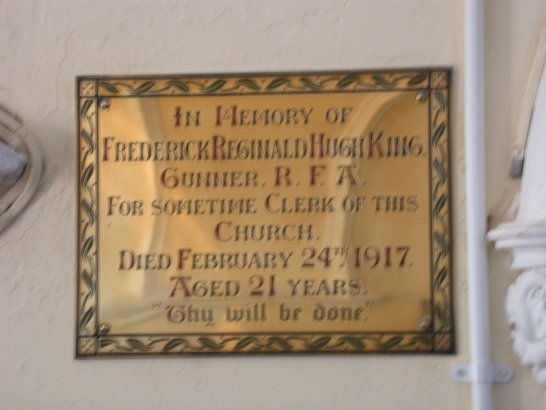 In Memory of
Frederick Reginald Hugh King.
Gunner, R. F. A.
For sometime Clerk of this
Church.
Died February 24TH 1917.
Aged 21 years.
"Thy will be done."